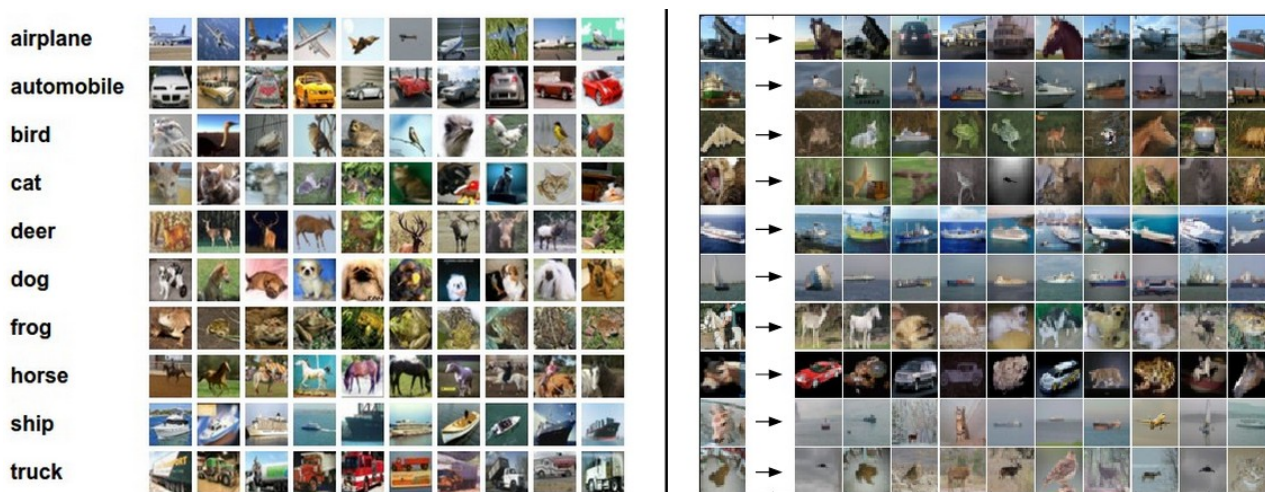 airplane
automobile
bird
cat
deer
dog
frog
horse
ship
truck